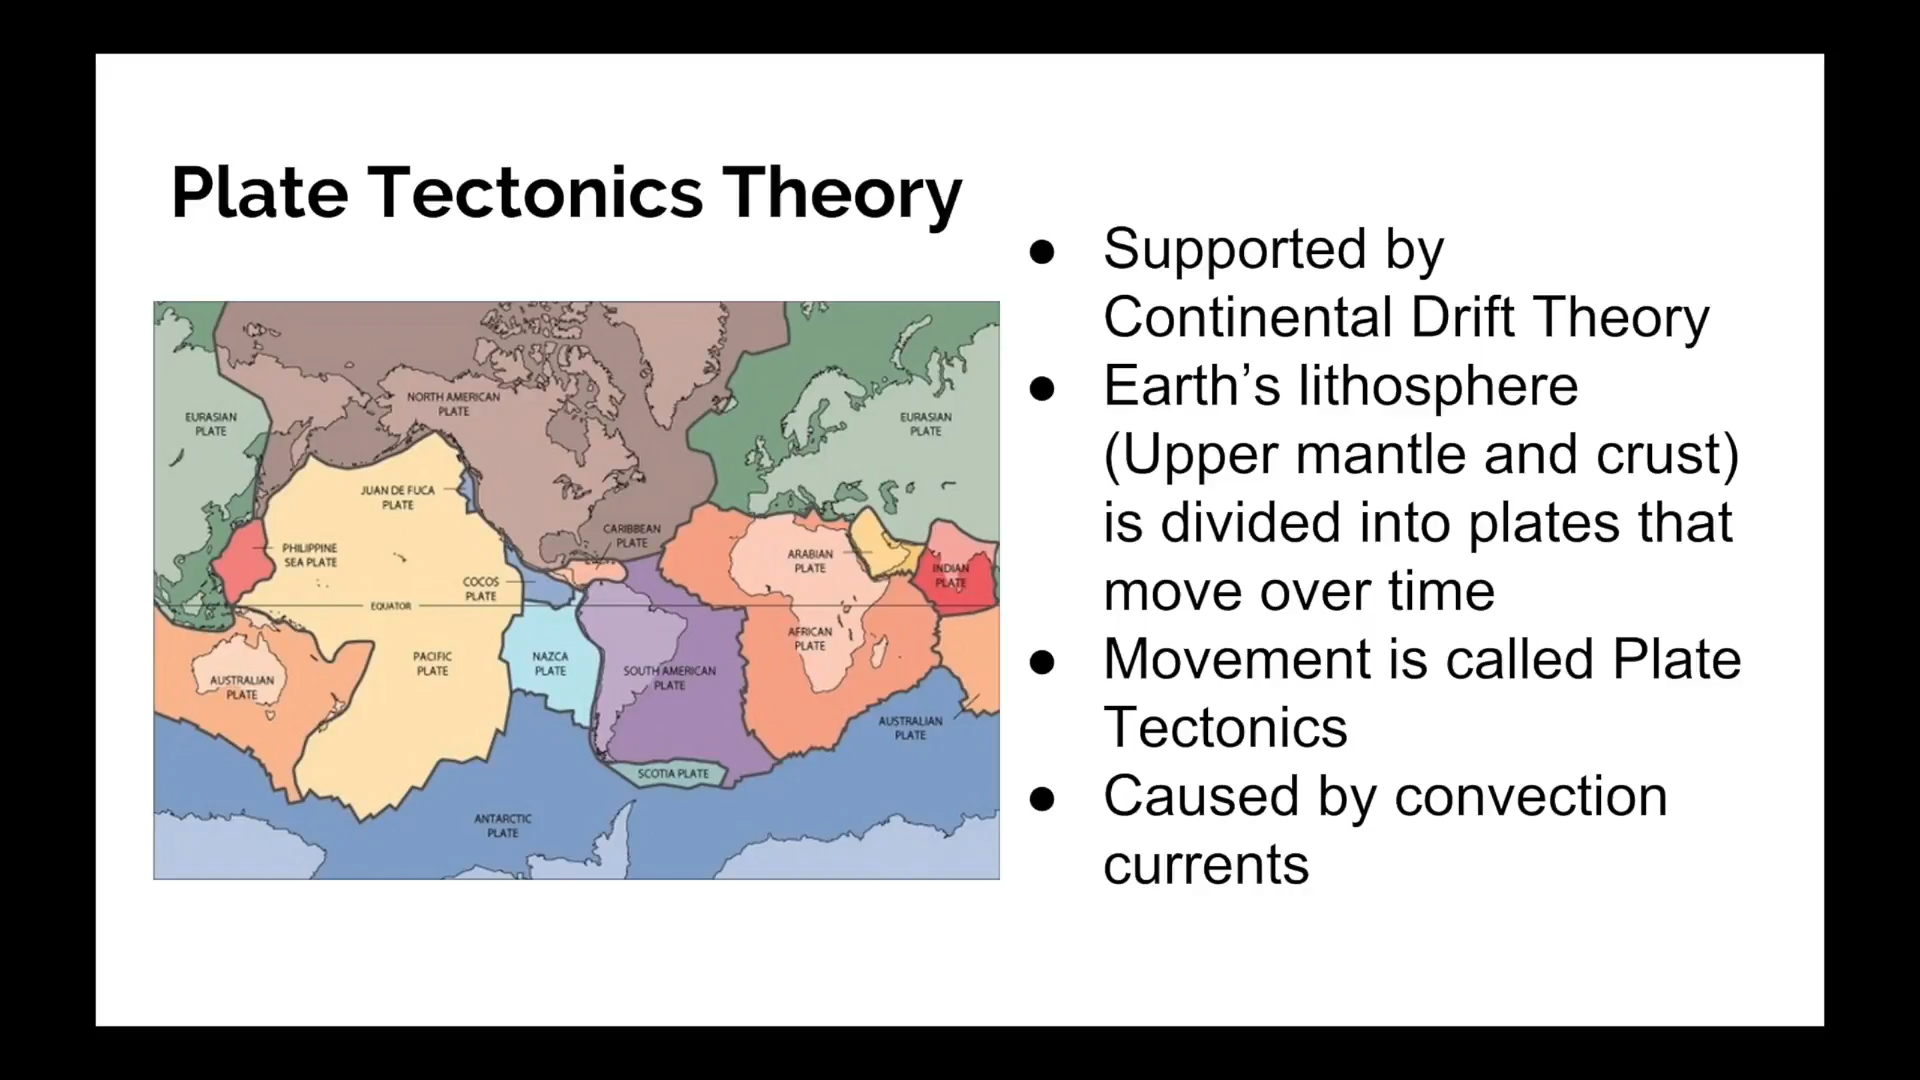 Plate Tectonics Theory
● Supported by
Continental Drift Theory
● Earth’s lithosphere
(Upper mantle and crust)
is divided into plates that
move over time
● Movement is called Plate
Tectonics
● Caused by convection
currents
EURASIAN
PLATE
NORTH AMERICAN
PLATE
EURASIAN
PLATE
JUAN DE FUCA
PLATE
CARIBBEAN
PLATE
PHILIPPINE
SEA PLATE
ARABIAN
PLATE
INDIAN
PLATE
COCOS
PLATE
EQUATOR
AFRICAN
PLATE
PACIFIC
PLATE
NAZCA
PLATE
SOUTH AMERICAN
PLATE
AUSTRALIAN
PLATE
AUSTRALIAN
PLATE
SCOTIA PLATE
ANTARCTIC
PLATE